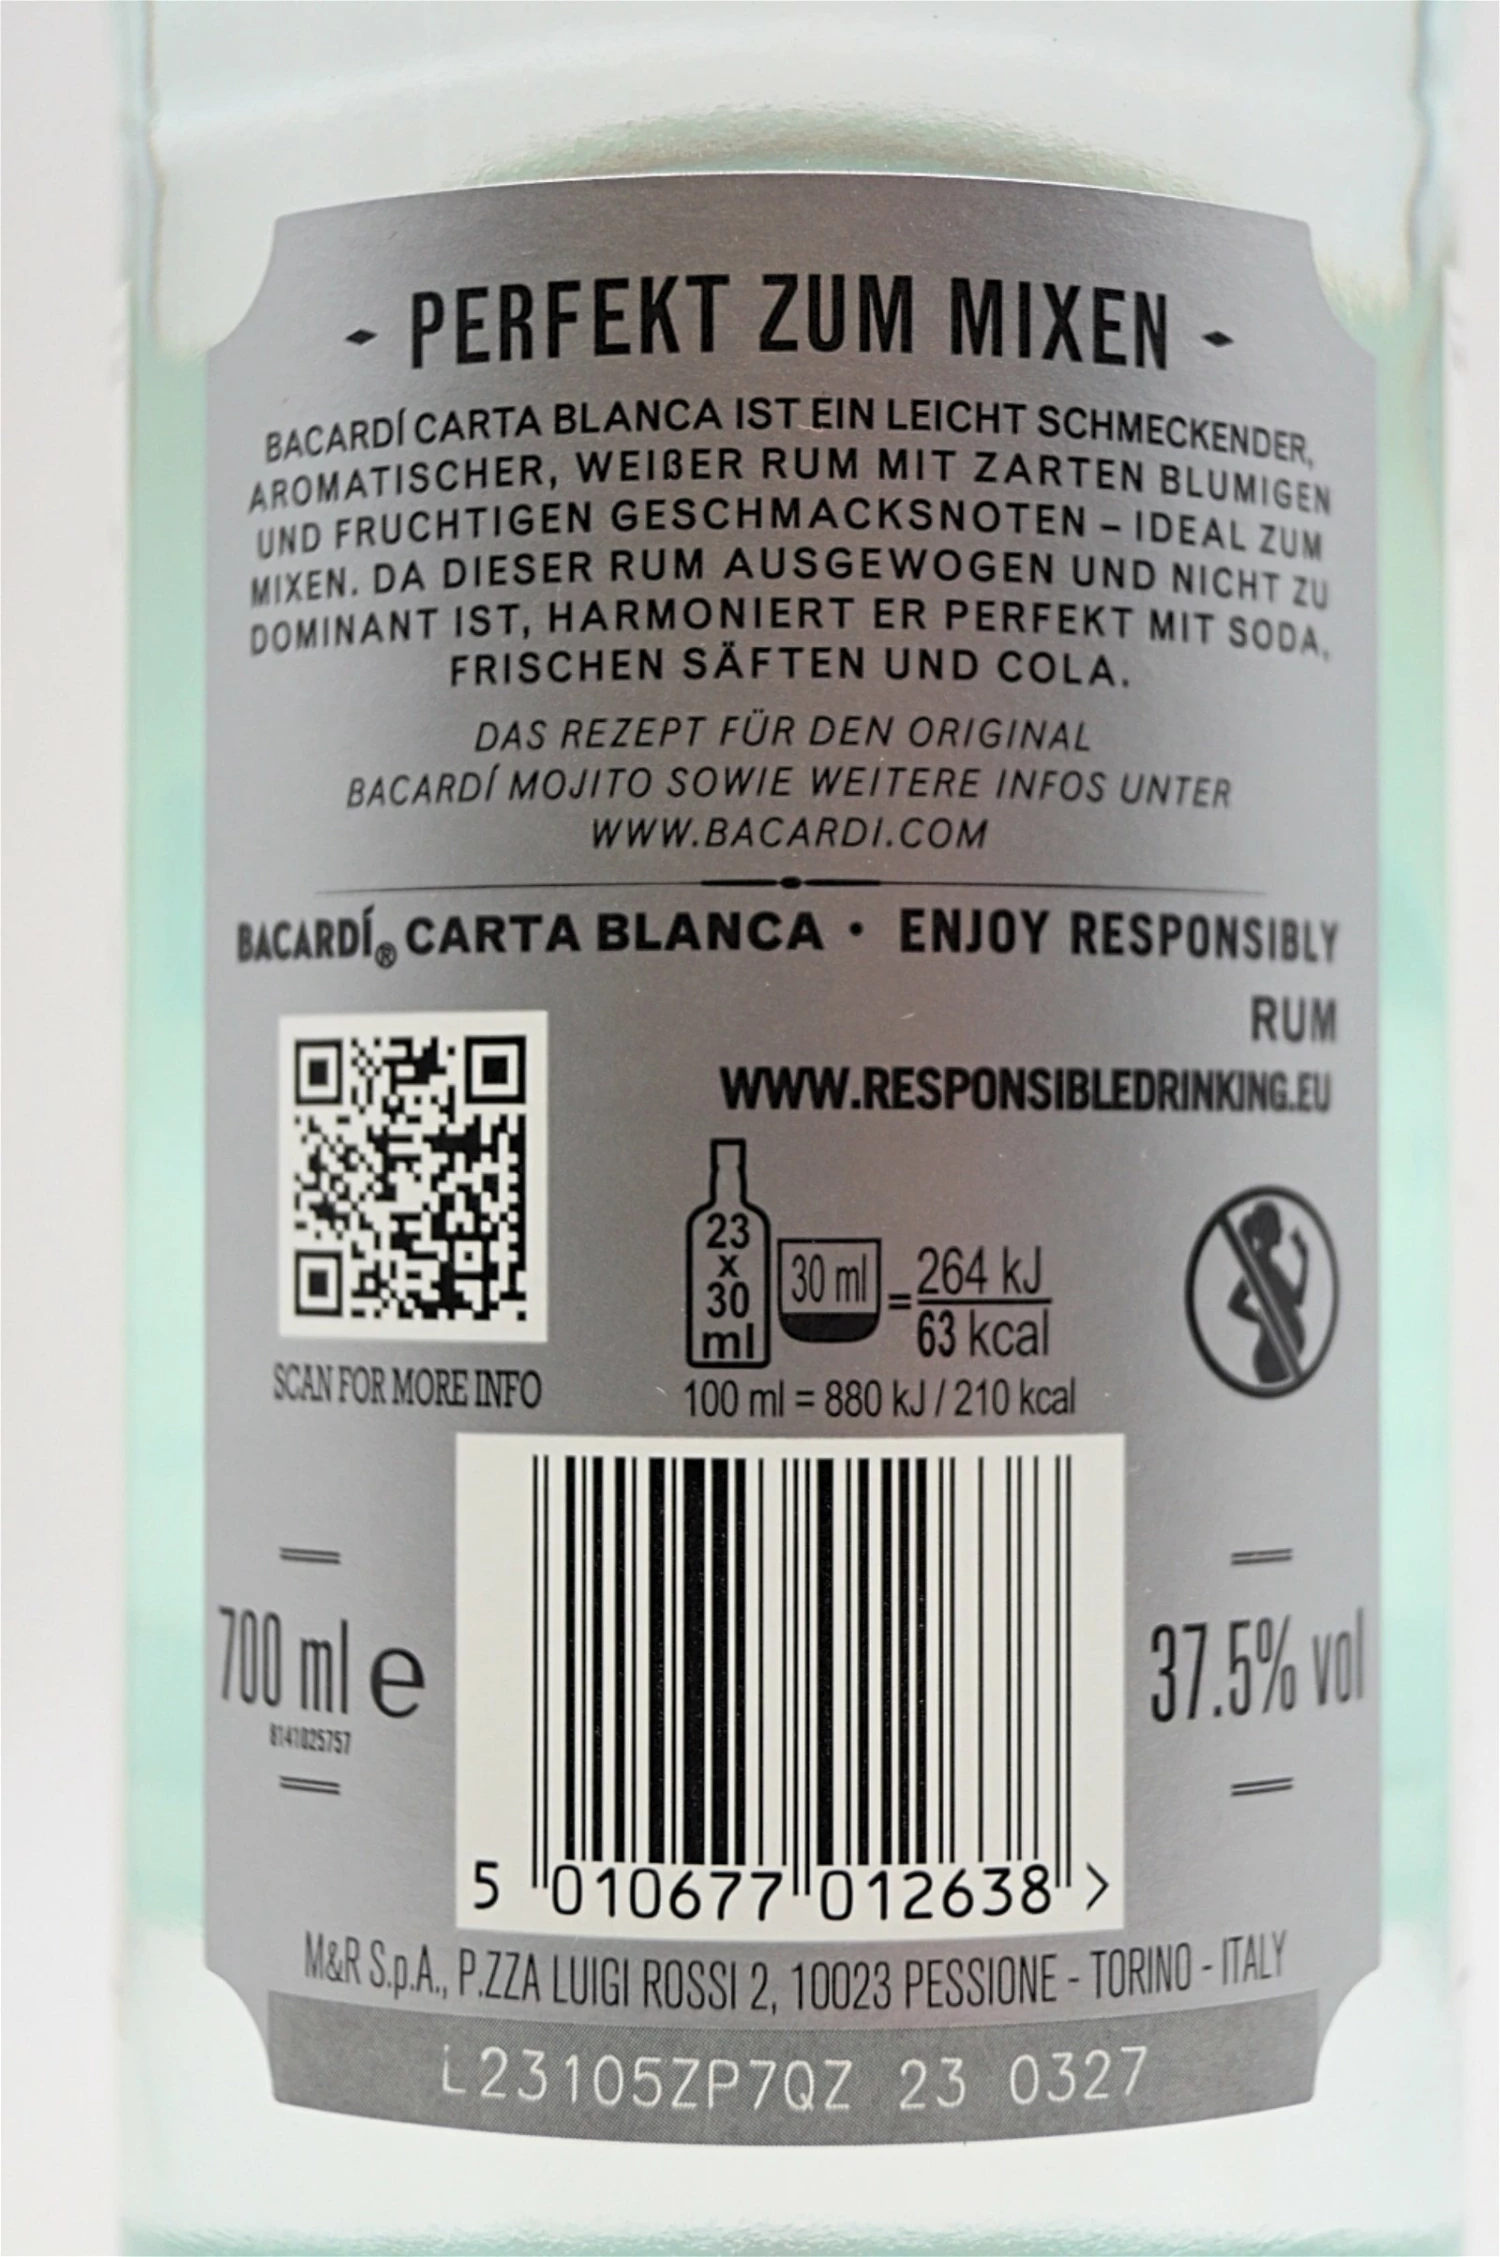 PERFEKT ZUM MIXEN
BACARDÍ CARTA BLANCA IST EIN LEICHT SCHMECKENDER,
AROMATISCHER, WEIßER RUM MIT ZARTEN BLUMIGEN
UND FRUCHTIGEN GESCHMACKSNOTEN – IDEAL ZUM
MIXEN. DA DIESER RUM AUSGEWOGEN UND NICHT ZU
DOMINANT IST, HARMONIERT ER PERFEKT MIT SODA,
FRISCHEN SÄFTEN UND COLA.
DAS REZEPT FÜR DEN ORIGINAL
BACARDÍ MOJITO SOWIE WEITERE INFOS UNTER
WWW.BACARDI.COM
BACARDÍ® CARTA BLANCA • ENJOY RESPONSIBLY
RUM
WWW.RESPONSIBLEDRINKING.EU
SCAN FOR MORE INFO
23
x
30
ml
30 ml
= 264 kJ
63 kcal
100 ml = 880 kJ / 210 kcal
700 ml e
8141025757
37.5% vol
5 010677 012638 >
M&R S.p.A., P.ZZA LUIGI ROSSI 2, 10023 PESSIONE - TORINO - ITALY
L23105ZP7QZ 23 0327